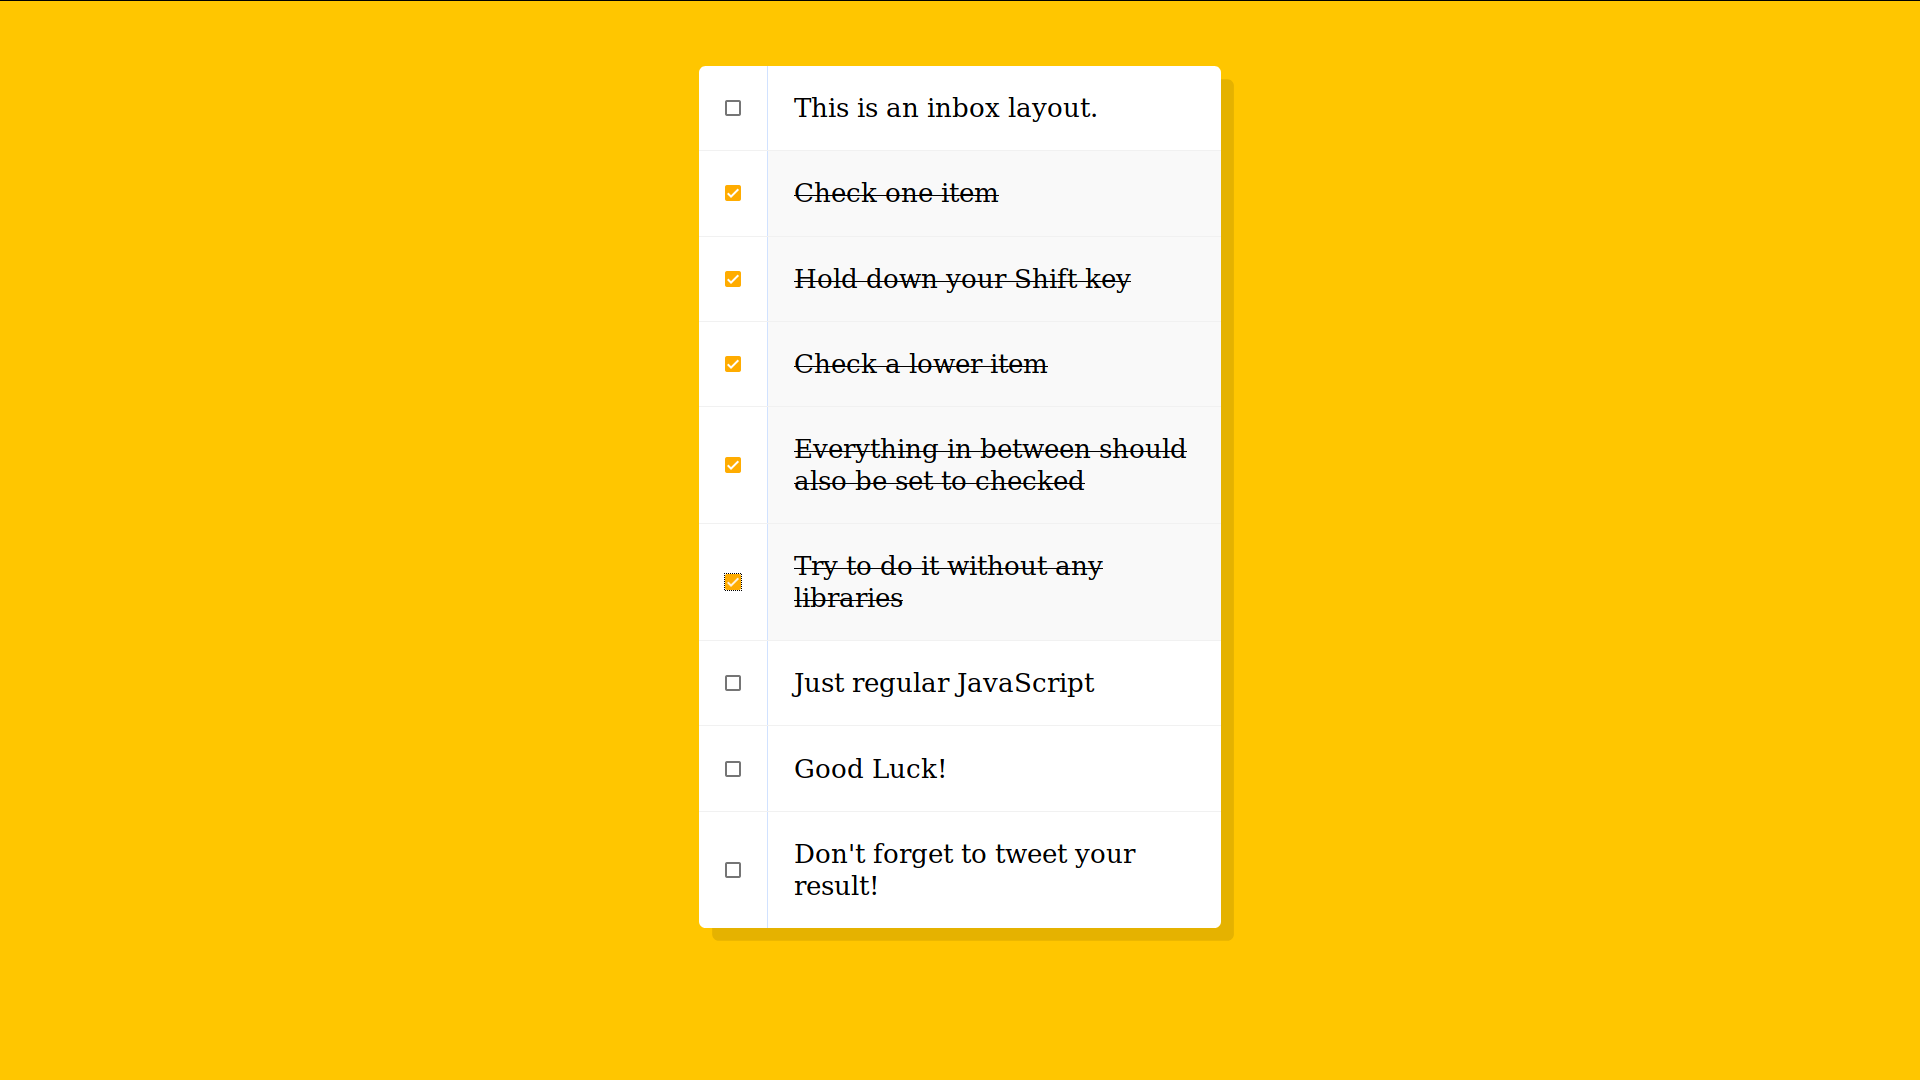 This is an inbox layout.
Check one item
Hold down your Shift key
Check a lower item
Everything in between should
also be set to checked
Try to do it without any
libraries
Just regular JavaScript
Good Luck!
Don't forget to tweet your
result!